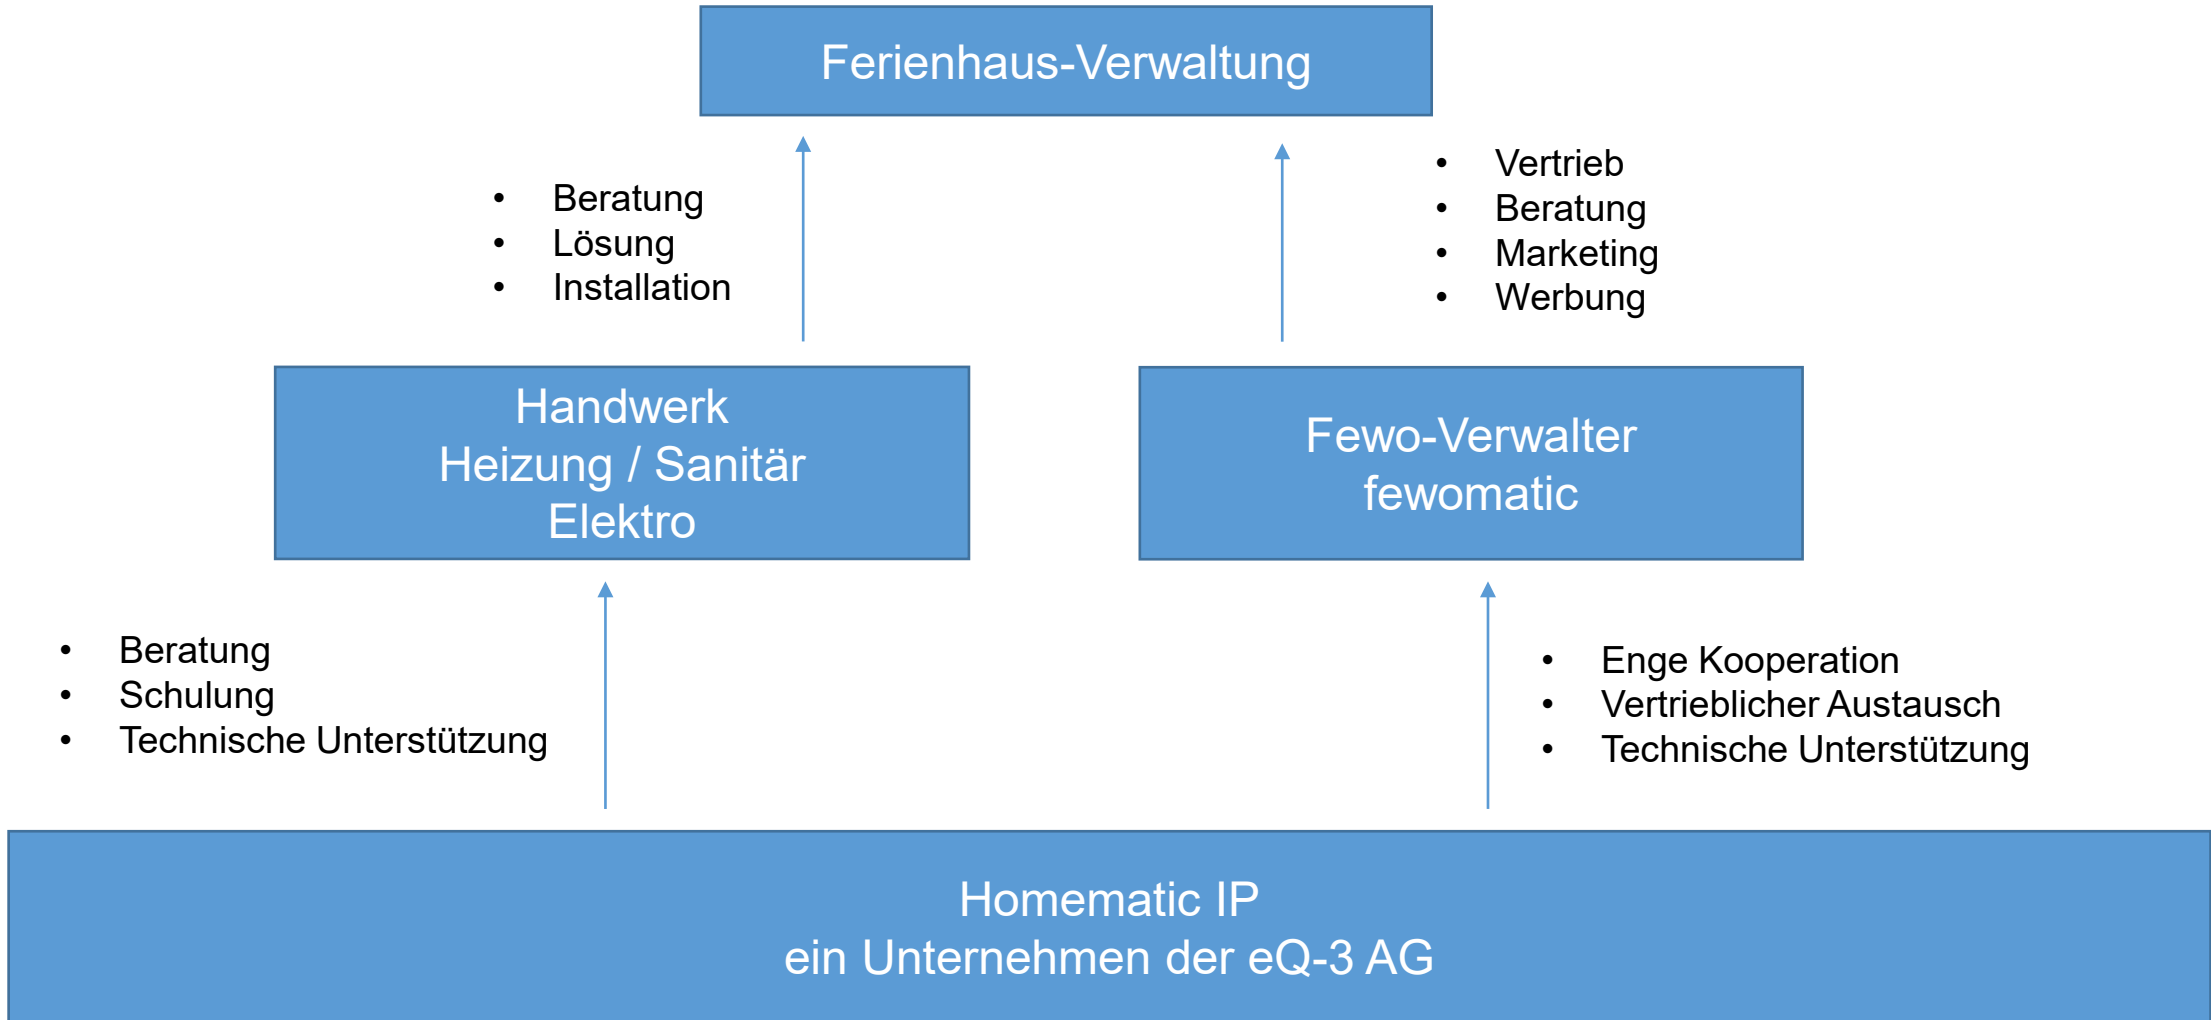 Ferienhaus-Verwaltung
• Beratung
• Lösung
• Installation
• Vertrieb
• Beratung
• Marketing
• Werbung
Handwerk
Heizung / Sanitär
Elektro
Fewo-Verwalter
fewomatic
• Beratung
• Schulung
• Technische Unterstützung
• Enge Kooperation
• Vertrieblicher Austausch
• Technische Unterstützung
Homematic IP
ein Unternehmen der eQ-3 AG